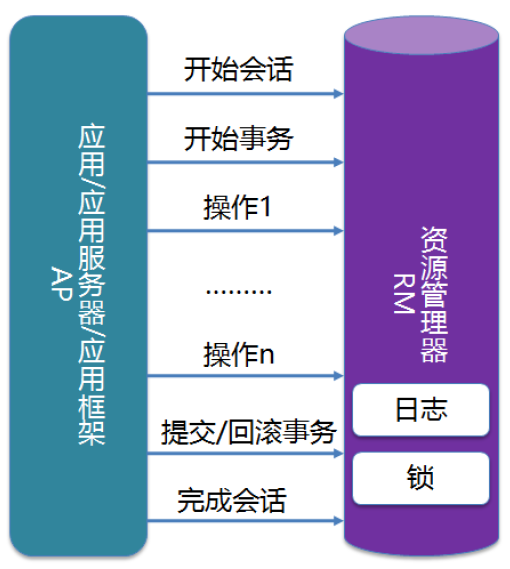 应用/应用服务器/应用框架
AP
开始会话
开始事务
操作1
.........
操作n
提交/回滚事务
完成会话
资源管理器
RM
日志
锁